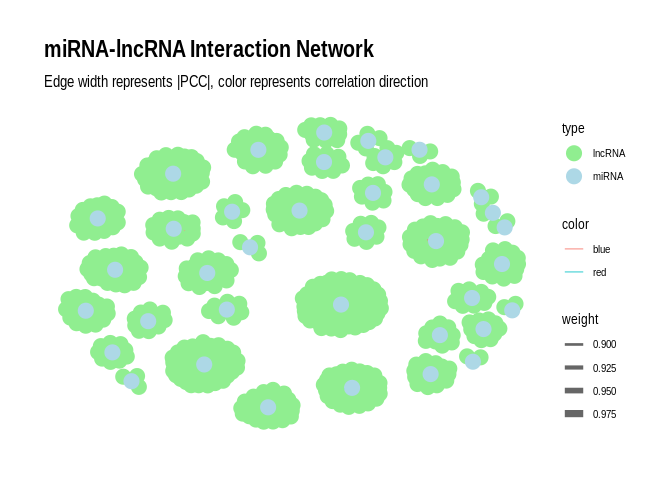 miRNA-lncRNA Interaction Network
Edge width represents |PCC|, color represents correlation direction
type
lncRNA
miRNA
color
blue
red
weight
0.900
0.925
0.950
0.975